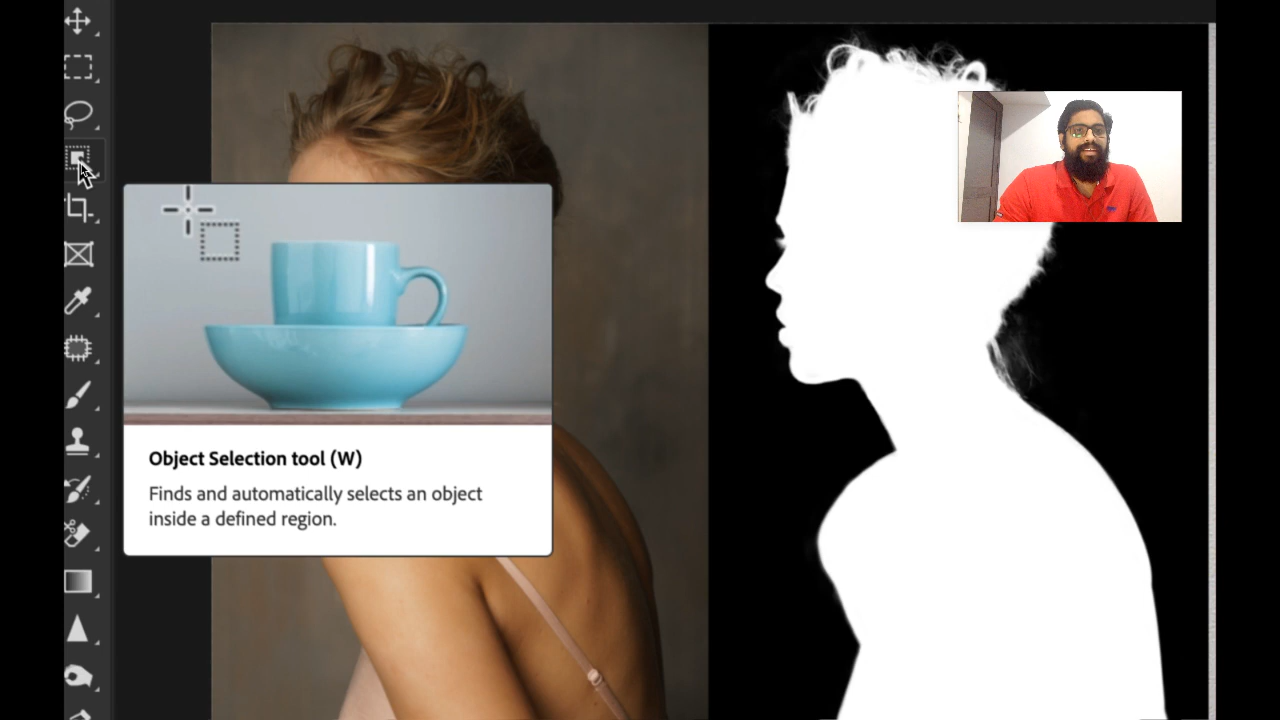 Object Selection tool (W)
Finds and automatically selects an object
inside a defined region.